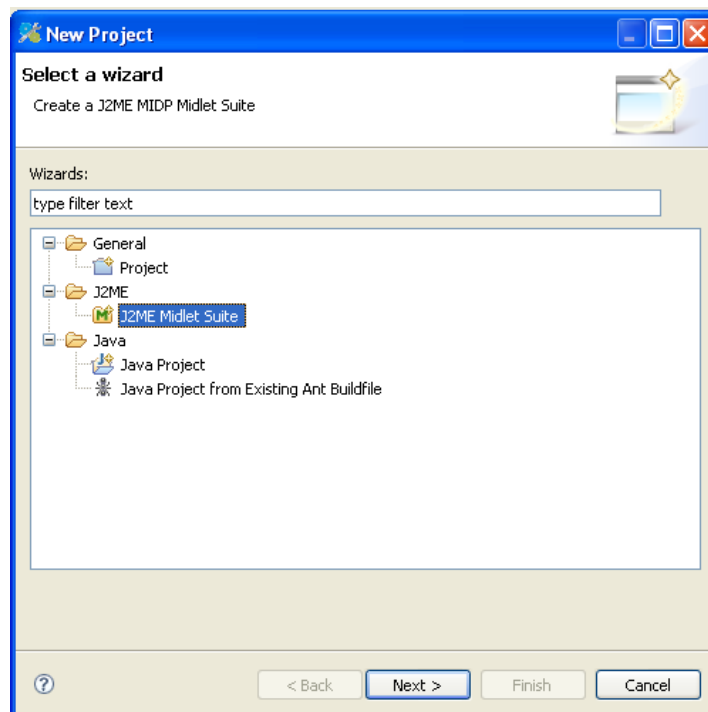 New Project
Select a wizard
Create a J2ME MIDP Midlet Suite
Wizards:
type filter text
General
Project
J2ME
J2ME Midlet Suite
Java
Java Project
Java Project from Existing Ant Buildfile
< Back Next > Finish Cancel